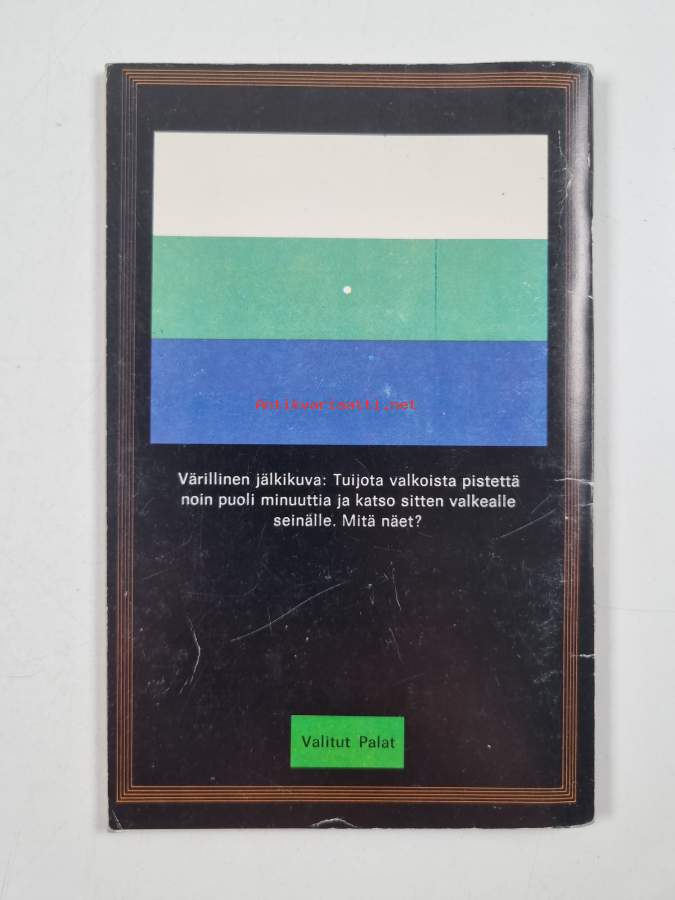 Antikvariaatti.net
Värillinen jälkikuva: Tuijota valkoista pistettä
noin puoli minuuttia ja katso sitten valkealle
seinälle. Mitä näet?
Valitut Palat